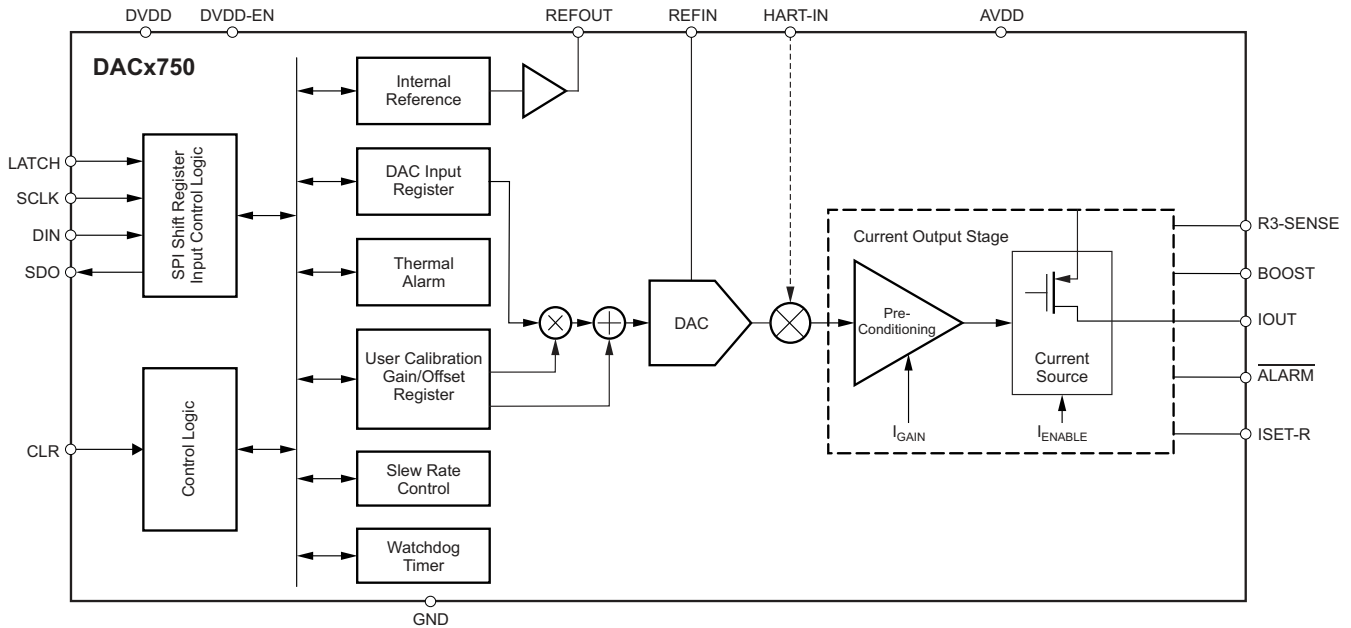 DVDD
DVDD-EN
REFOUT
REFIN
HART-IN
AVDD
DACx750
LATCH
SCLK
DIN
SDO
CLR
SPI Shift Register
Input Control Logic
Control Logic
Internal
Reference
DAC Input
Register
Thermal
Alarm
User Calibration
Gain/Offset
Register
Slew Rate
Control
Watchdog
Timer
DAC
Current Output Stage
Pre-
Conditioning
Current
Source
IGAIN
IENABLE
R3-SENSE
BOOST
IOUT
ALARM
ISET-R
GND